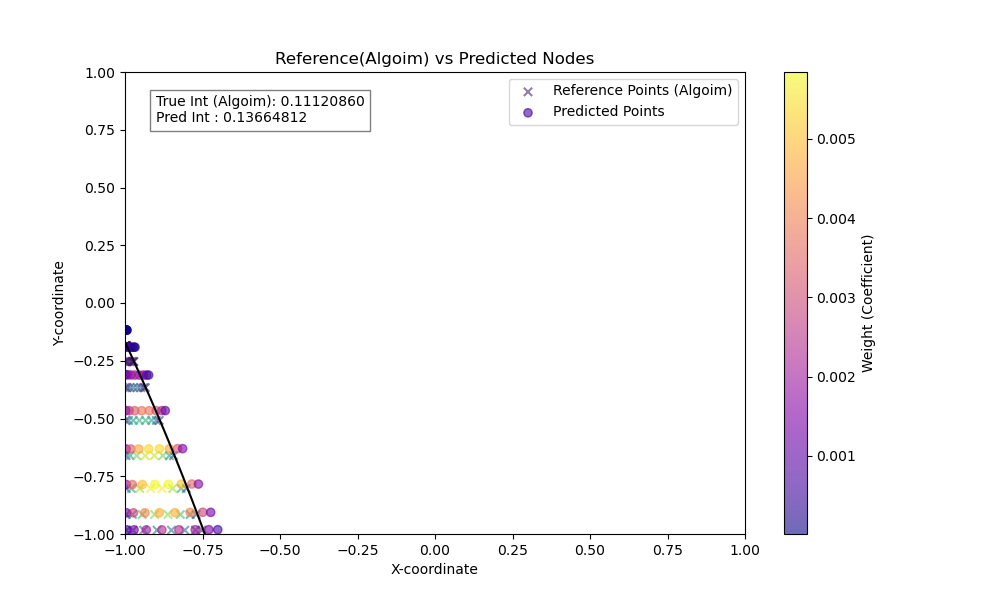 Reference(Algoim) vs Predicted Nodes
True Int (Algoim): 0.11120860
Pred Int : 0.13664812
Reference Points (Algoim)
Predicted Points
1.00
0.75
0.50
0.25
0.00
−0.25
−0.50
−0.75
−1.00
Y-coordinate
−1.00
−0.75
−0.50
−0.25
0.00
0.25
0.50
0.75
1.00
X-coordinate
0.005
0.004
0.003
0.002
0.001
Weight (Coefficient)